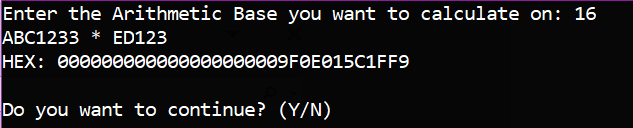 Enter the Arithmetic Base you want to calculate on: 16
ABC1233 * ED123
HEX: 000000000000000000009F0E015C1FF9
Do you want to continue? (Y/N)